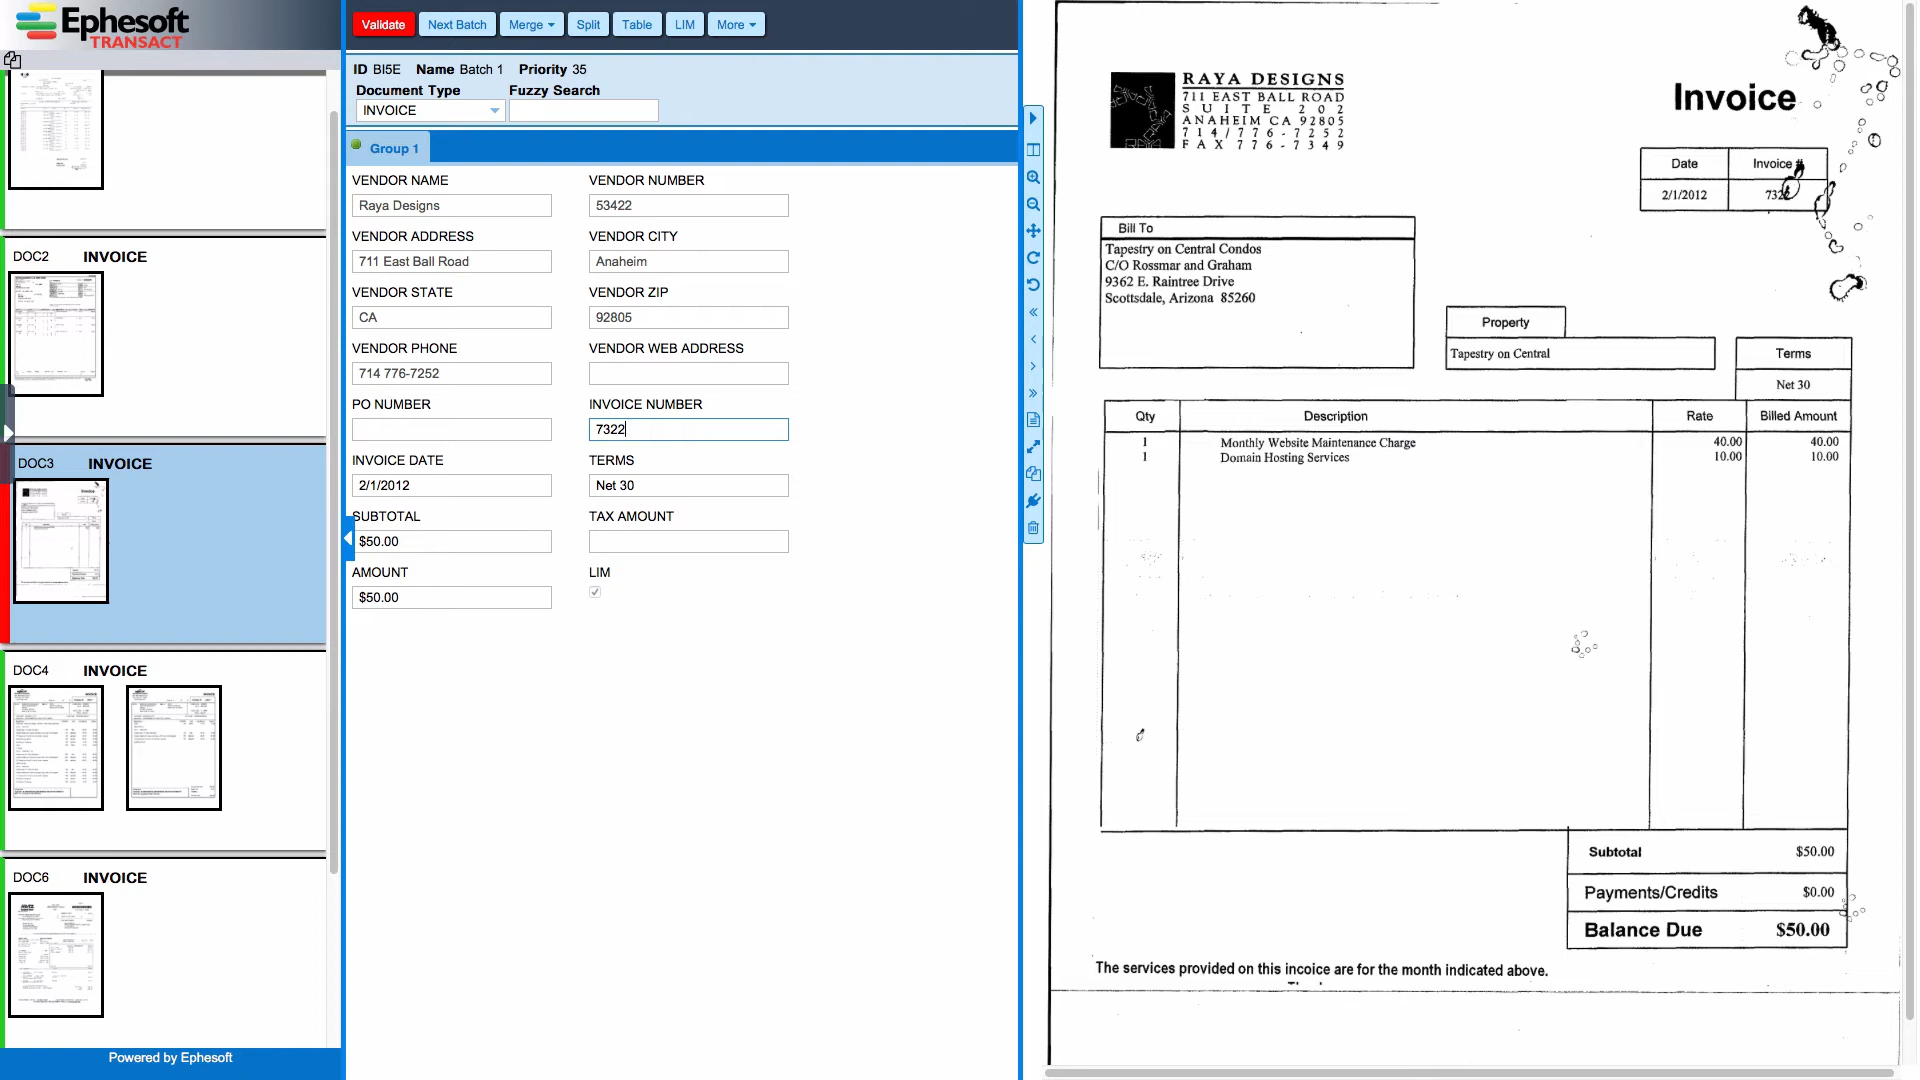 Ephesoft
TRANSACT
DOC2 INVOICE
DOC3 INVOICE
DOC4 INVOICE
DOC6 INVOICE
Powered by Ephesoft
Validate Next Batch Merge Split Table LIM More
ID BI5E Name Batch 1 Priority 35
Document Type Fuzzy Search
INVOICE
Group 1
VENDOR NAME VENDOR NUMBER
Raya Designs 53422
VENDOR ADDRESS VENDOR CITY
711 East Ball Road Anaheim
VENDOR STATE VENDOR ZIP
CA 92805
VENDOR PHONE VENDOR WEB ADDRESS
714 776-7252
PO NUMBER INVOICE NUMBER
7322
INVOICE DATE TERMS
2/1/2012 Net 30
SUBTOTAL TAX AMOUNT
$50.00
AMOUNT LIM
$50.00
RAYA DESIGNS
711 EAST BALL ROAD
SUITE 202
ANAHEIM CA 92805
714/776-7252
FAX 776-7349
Invoice
Date Invoice #
2/1/2012 7322
Bill To
Tapestry on Central Condos
C/O Rossmar and Graham
9362 E. Raintree Drive
Scottsdale, Arizona 85260
Property
Tapestry on Central
Terms
Net 30
Qty Description Rate Billed Amount
1 Monthly Website Maintenance Charge 40.00 40.00
1 Domain Hosting Services 10.00 10.00
Subtotal $50.00
Payments/Credits $0.00
Balance Due $50.00
The services provided on this incoice are for the month indicated above.